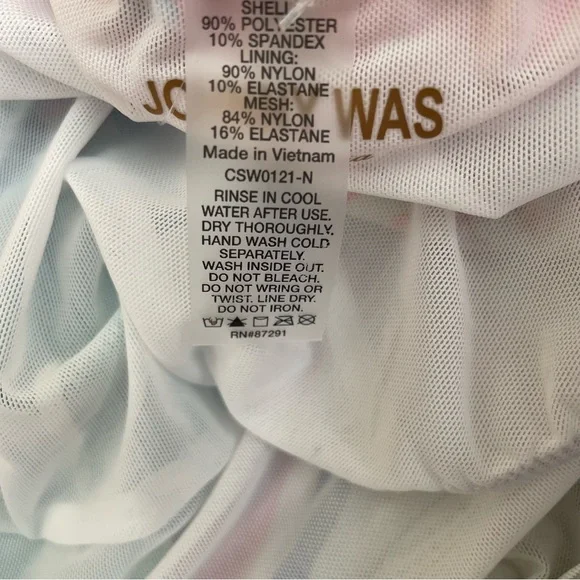 SHELL
90% POLYESTER
10% SPANDEX
LINING:
90% NYLON
10% ELASTANE
MESH:
84% NYLON
16% ELASTANE
Made in Vietnam
CSW0121-N
RINSE IN COOL
WATER AFTER USE.
DRY THOROUGHLY.
HAND WASH COLD
SEPARATELY.
WASH INSIDE OUT.
DO NOT BLEACH.
DO NOT WRING OR
TWIST. LINE DRY.
DO NOT IRON.
RN#87291
WAS